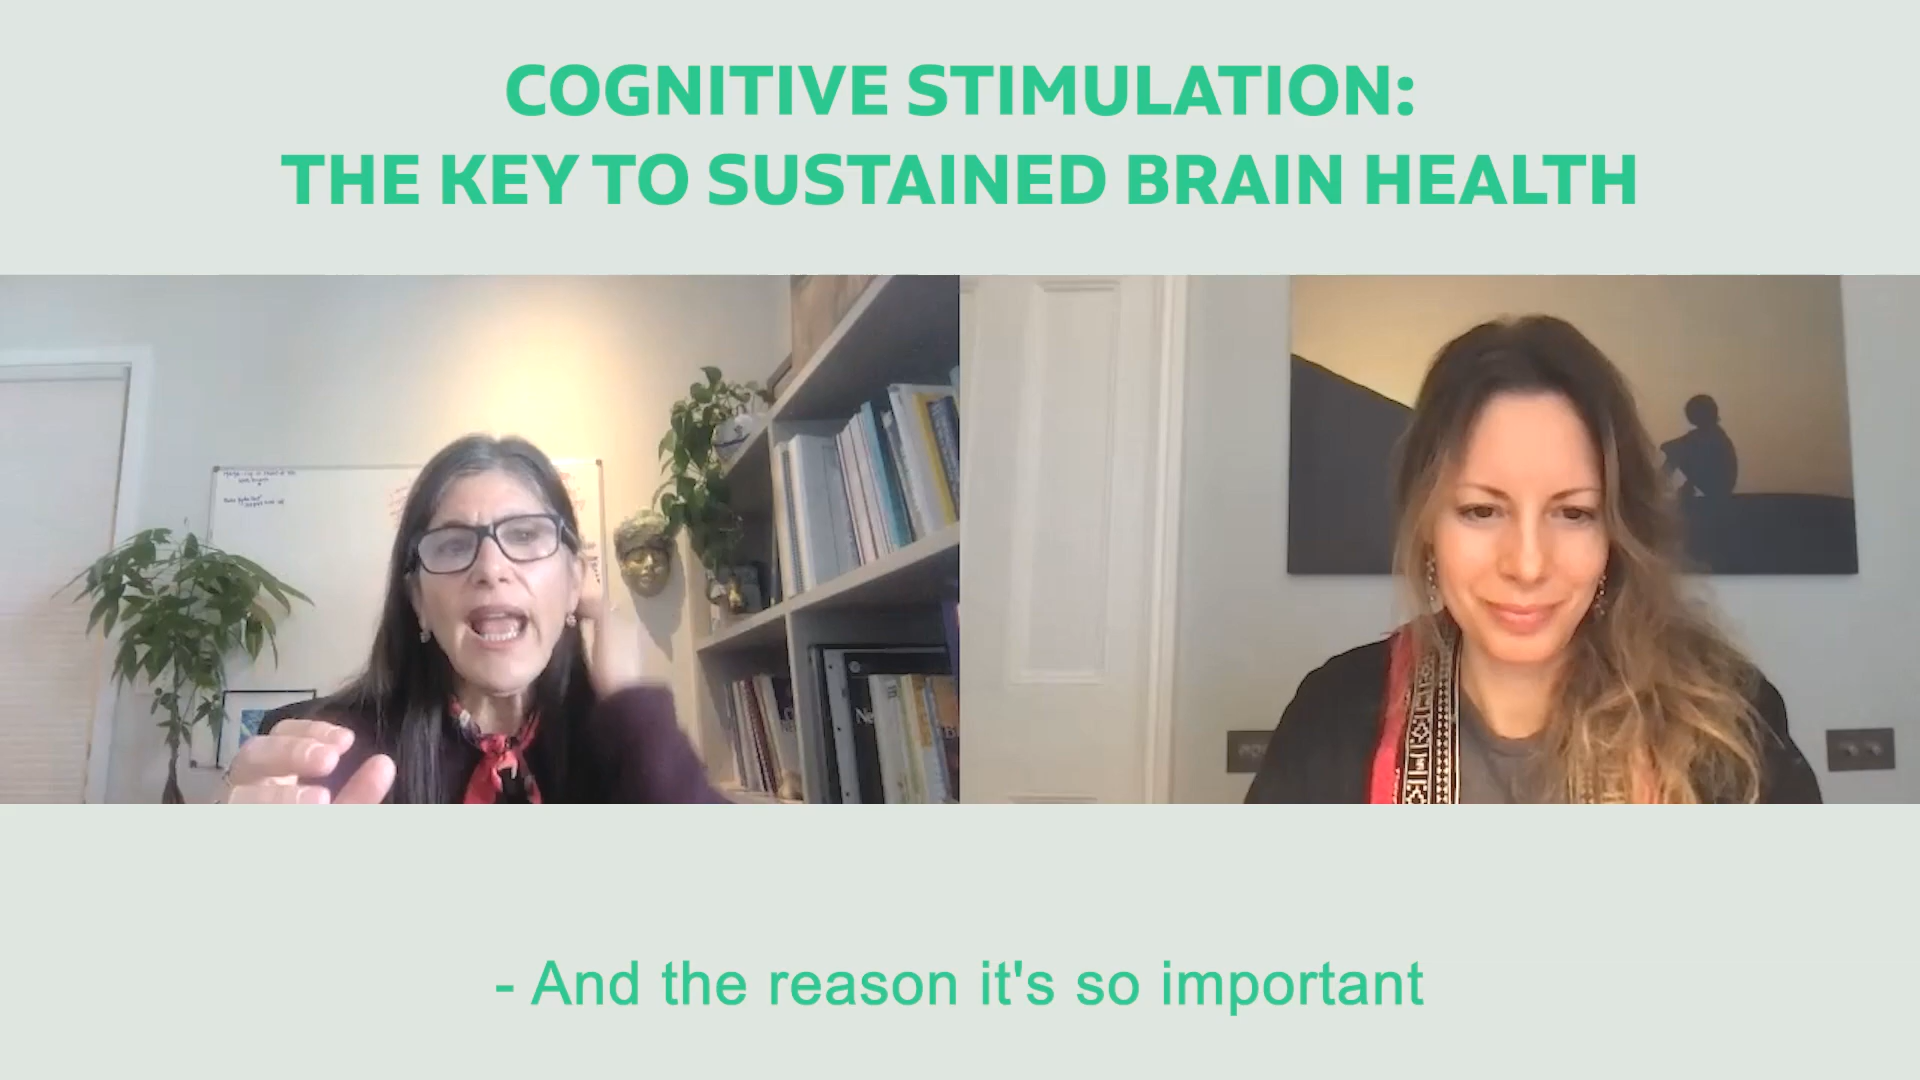 COGNITIVE STIMULATION:
THE KEY TO SUSTAINED BRAIN HEALTH
- And the reason it's so important